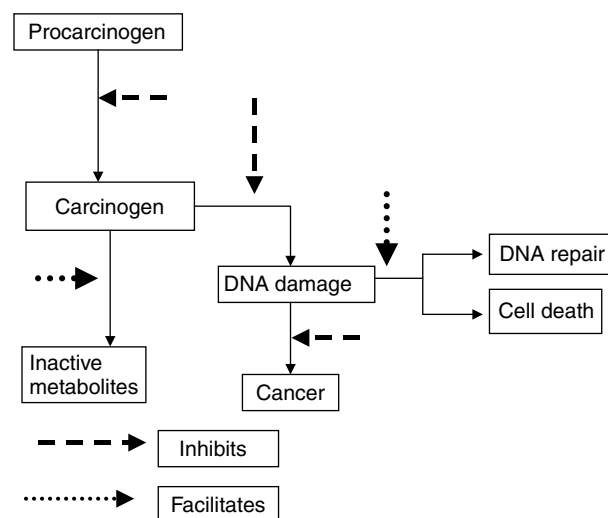 Procarcinogen
Carcinogen
DNA damage
DNA repair
Cell death
Inactive
metabolites
Cancer
Inhibits
Facilitates